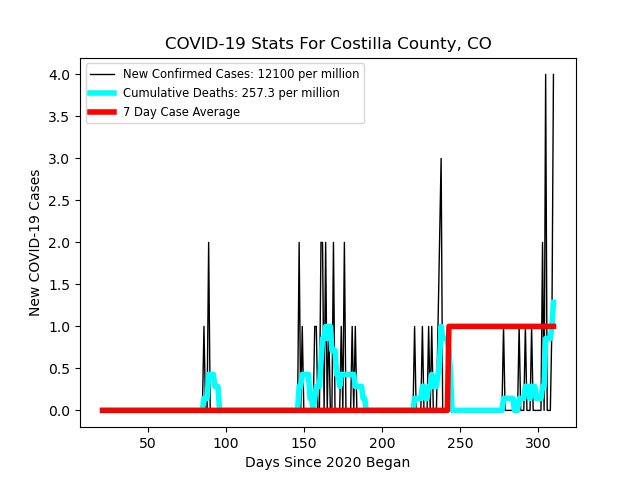 COVID-19 Stats For Costilla County, CO
New Confirmed Cases: 12100 per million
Cumulative Deaths: 257.3 per million
7 Day Case Average
New COVID-19 Cases
4.0
3.5
3.0
2.5
2.0
1.5
1.0
0.5
0.0
50 100 150 200 250 300
Days Since 2020 Began